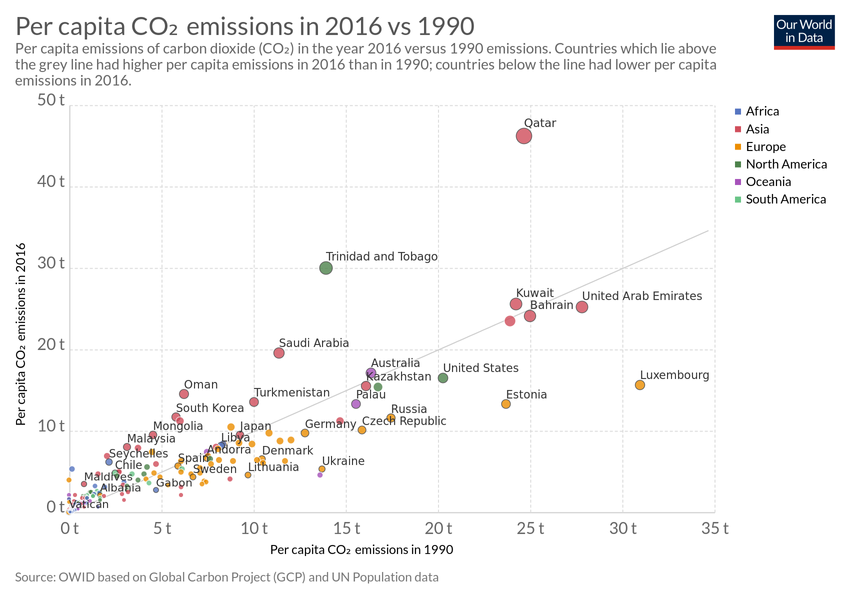 Per capita CO₂ emissions in 2016 vs 1990
Our World
in Data
Per capita emissions of carbon dioxide (CO₂) in the year 2016 versus 1990 emissions. Countries which lie above
the grey line had higher per capita emissions in 2016 than in 1990; countries below the line had lower per capita
emissions in 2016.
50 t
40 t
30 t
20 t
10 t
0 t
Per capita CO₂ emissions in 2016
Qatar
Trinidad and Tobago
Kuwait
Bahrain
United Arab Emirates
Saudi Arabia
Australia
Kazakhstan
United States
Luxembourg
Oman
Turkmenistan
Palau
Estonia
South Korea
Russia
Mongolia
Japan
Germany
Czech Republic
Malaysia
Libya
Seychelles
Andorra
Denmark
Chile
Spain
Sweden
Lithuania
Ukraine
Maldives
Gabon
Albania
Vatican
0 t
5 t
10 t
15 t
20 t
25 t
30 t
35 t
Per capita CO₂ emissions in 1990
Africa
Asia
Europe
North America
Oceania
South America
Source: OWID based on Global Carbon Project (GCP) and UN Population data